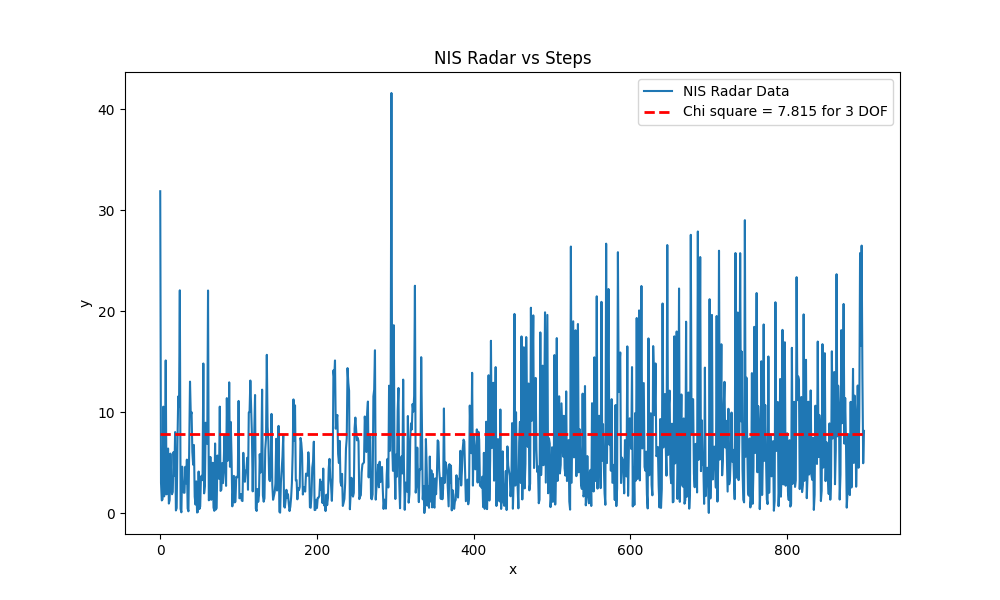 NIS Radar vs Steps
NIS Radar Data
Chi square = 7.815 for 3 DOF
y
40
30
20
10
0
0 200 400 600 800
x